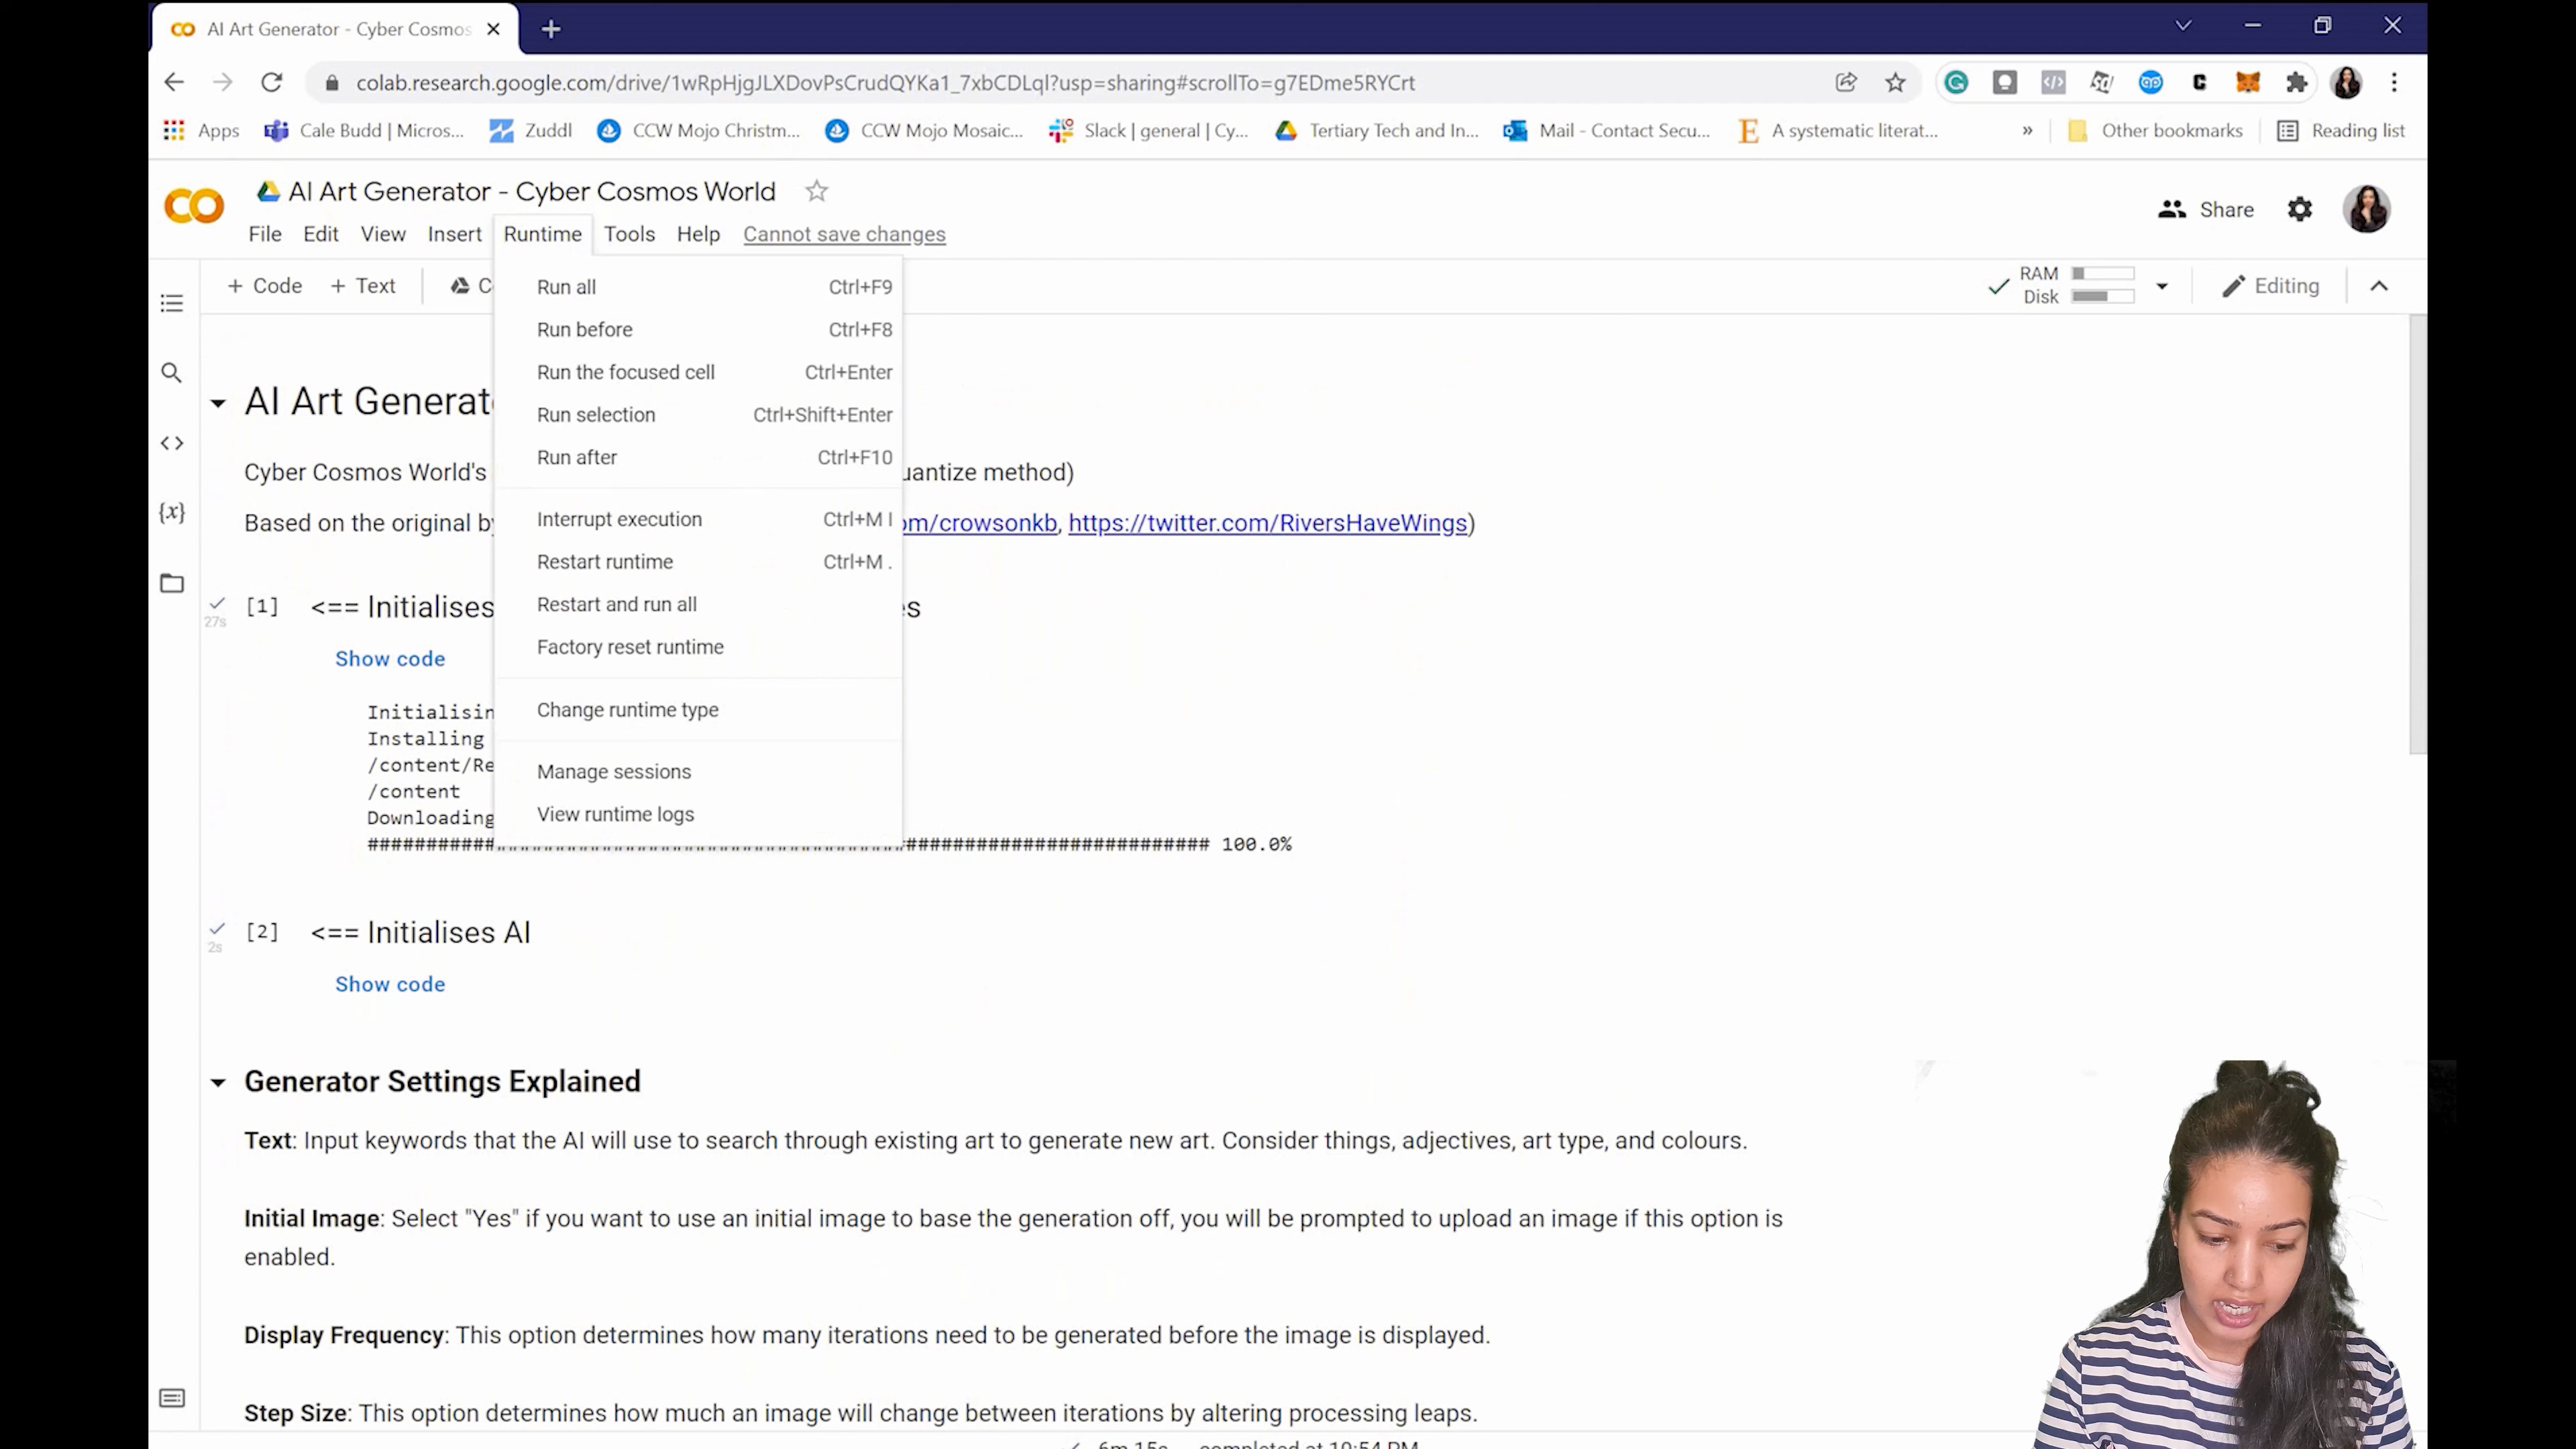 AI Art Generator - Cyber Cosmos
colab.research.google.com/drive/1wRpHjgJLXDovPsCrudQYKa1_7xbCDLql?usp=sharing#scrollTo=g7EDme5RYCrt
Apps Cale Budd | Micros... Zuddl CCW Mojo Christm... CCW Mojo Mosaic... Slack | general | Cy... Tertiary Tech and In... Mail - Contact Secu... A systematic literat... » Other bookmarks Reading list
AI Art Generator - Cyber Cosmos World
Share
File Edit View Insert Runtime Tools Help Cannot save changes
+ Code + Text
RAM
Disk
Editing
Run all Ctrl+F9
Run before Ctrl+F8
Run the focused cell Ctrl+Enter
Run selection Ctrl+Shift+Enter
Run after Ctrl+F10
Interrupt execution Ctrl+M I
Restart runtime Ctrl+M .
Restart and run all
Factory reset runtime
Change runtime type
Manage sessions
View runtime logs
AI Art Generat
Cyber Cosmos World's uantize method)
Based on the original by om/crowsonkb, https://twitter.com/RiversHaveWings)
[1] <== Initialises es
27s
Show code
Initialisin
Installing
/content/Re
/content
Downloading
######################################################################## 100.0%
[2] <== Initialises AI
2s
Show code
Generator Settings Explained
Text: Input keywords that the AI will use to search through existing art to generate new art. Consider things, adjectives, art type, and colours.
Initial Image: Select "Yes" if you want to use an initial image to base the generation off, you will be prompted to upload an image if this option is
enabled.
Display Frequency: This option determines how many iterations need to be generated before the image is displayed.
Step Size: This option determines how much an image will change between iterations by altering processing leaps.
6m 15s completed at 10:54 PM